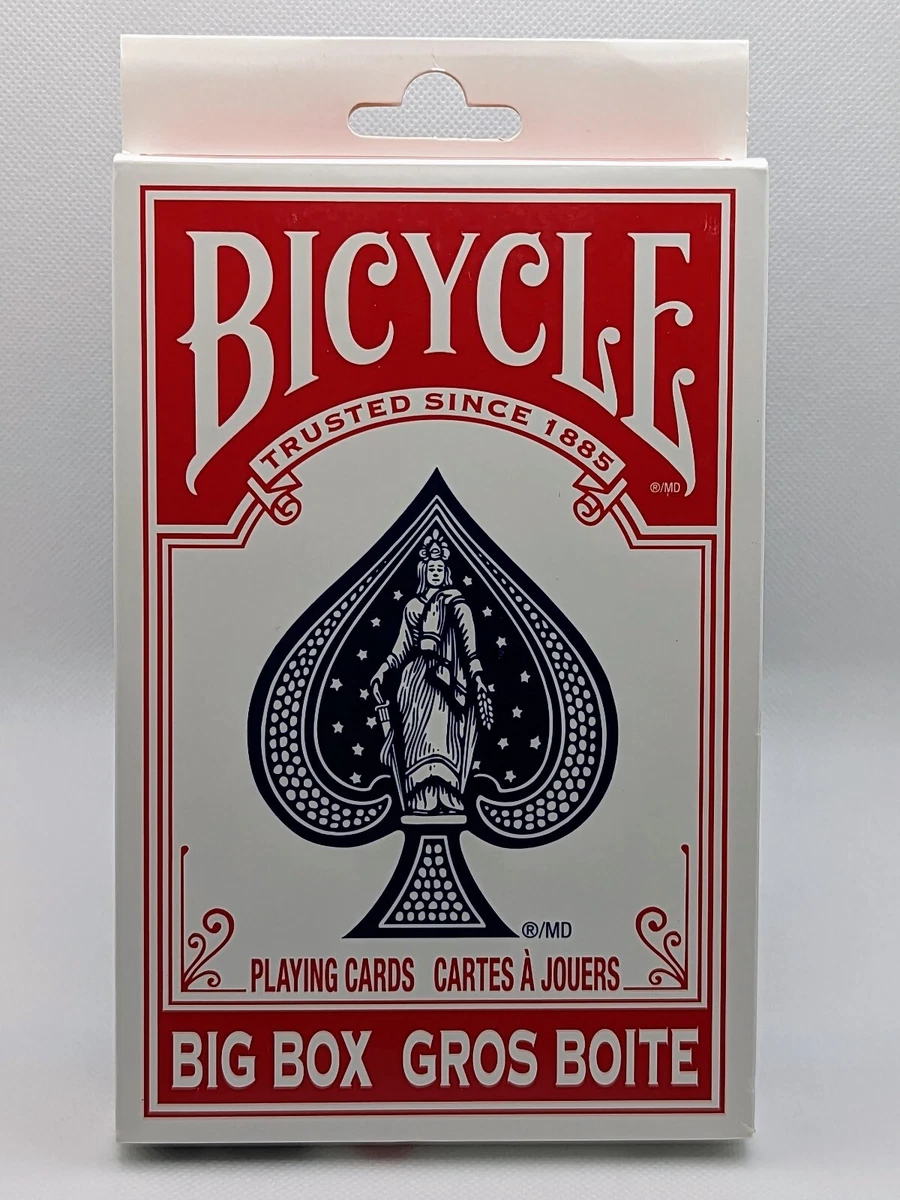 BICYCLE
TRUSTED SINCE 1885
®/MD
®/MD
PLAYING CARDS CARTES À JOUERS
BIG BOX GROS BOITE